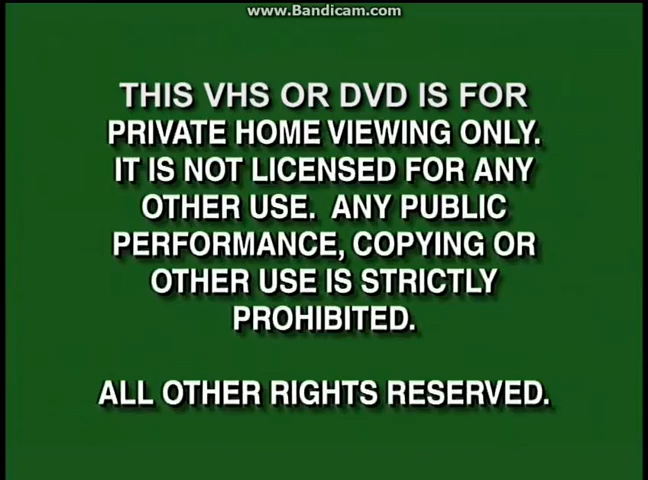 www.Bandicam.com
THIS VHS OR DVD IS FOR
PRIVATE HOME VIEWING ONLY.
IT IS NOT LICENSED FOR ANY
OTHER USE.  ANY PUBLIC
PERFORMANCE, COPYING OR
OTHER USE IS STRICTLY
PROHIBITED.
ALL OTHER RIGHTS RESERVED.